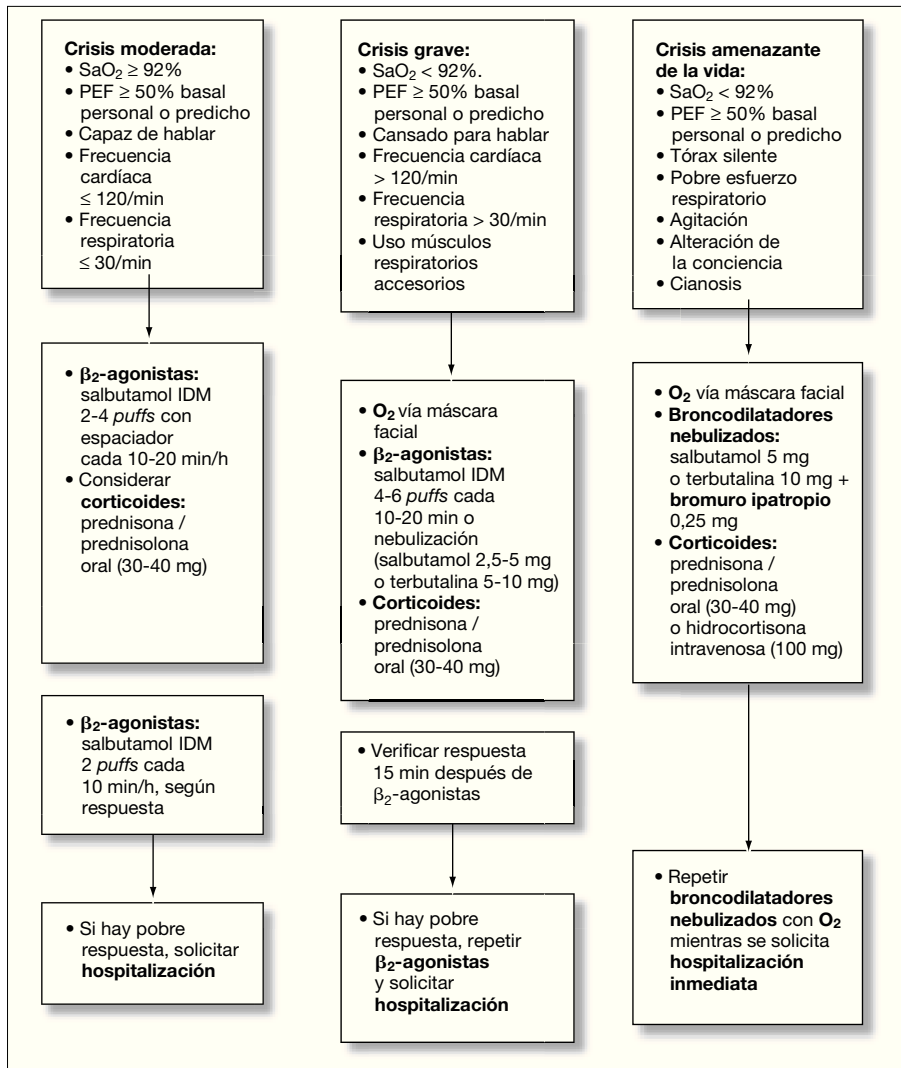 Crisis moderada:
• SaO₂ ≥ 92%
• PEF ≥ 50% basal
personal o predicho
• Capaz de hablar
• Frecuencia
cardíaca
≤ 120/min
• Frecuencia
respiratoria
≤ 30/min
• β₂-agonistas:
salbutamol IDM
2-4 puffs con
espaciador
cada 10-20 min/h
• Considerar
corticoides:
prednisona /
prednisolona
oral (30-40 mg)
• β₂-agonistas:
salbutamol IDM
2 puffs cada
10 min/h, según
respuesta
• Si hay pobre
respuesta, solicitar
hospitalización
Crisis grave:
• SaO₂ < 92%.
• PEF ≥ 50% basal
personal o predicho
• Cansado para hablar
• Frecuencia cardíaca
> 120/min
• Frecuencia
respiratoria > 30/min
• Uso músculos
respiratorios
accesorios
• O₂ vía máscara
facial
• β₂-agonistas:
salbutamol IDM
4-6 puffs cada
10-20 min o
nebulización
(salbutamol 2,5-5 mg
o terbutalina 5-10 mg)
• Corticoides:
prednisona /
prednisolona
oral (30-40 mg)
• Verificar respuesta
15 min después de
β₂-agonistas
• Si hay pobre
respuesta, repetir
β₂-agonistas
y solicitar
hospitalización
Crisis amenazante
de la vida:
• SaO₂ < 92%
• PEF ≥ 50% basal
personal o predicho
• Tórax silente
• Pobre esfuerzo
respiratorio
• Agitación
• Alteración de
la conciencia
• Cianosis
• O₂ vía máscara facial
• Broncodilatadores
nebulizados:
salbutamol 5 mg
o terbutalina 10 mg +
bromuro ipatropio
0,25 mg
• Corticoides:
prednisona /
prednisolona
oral (30-40 mg)
o hidrocortisona
intravenosa (100 mg)
• Repetir
broncodilatadores
nebulizados con O₂
mientras se solicita
hospitalización
inmediata